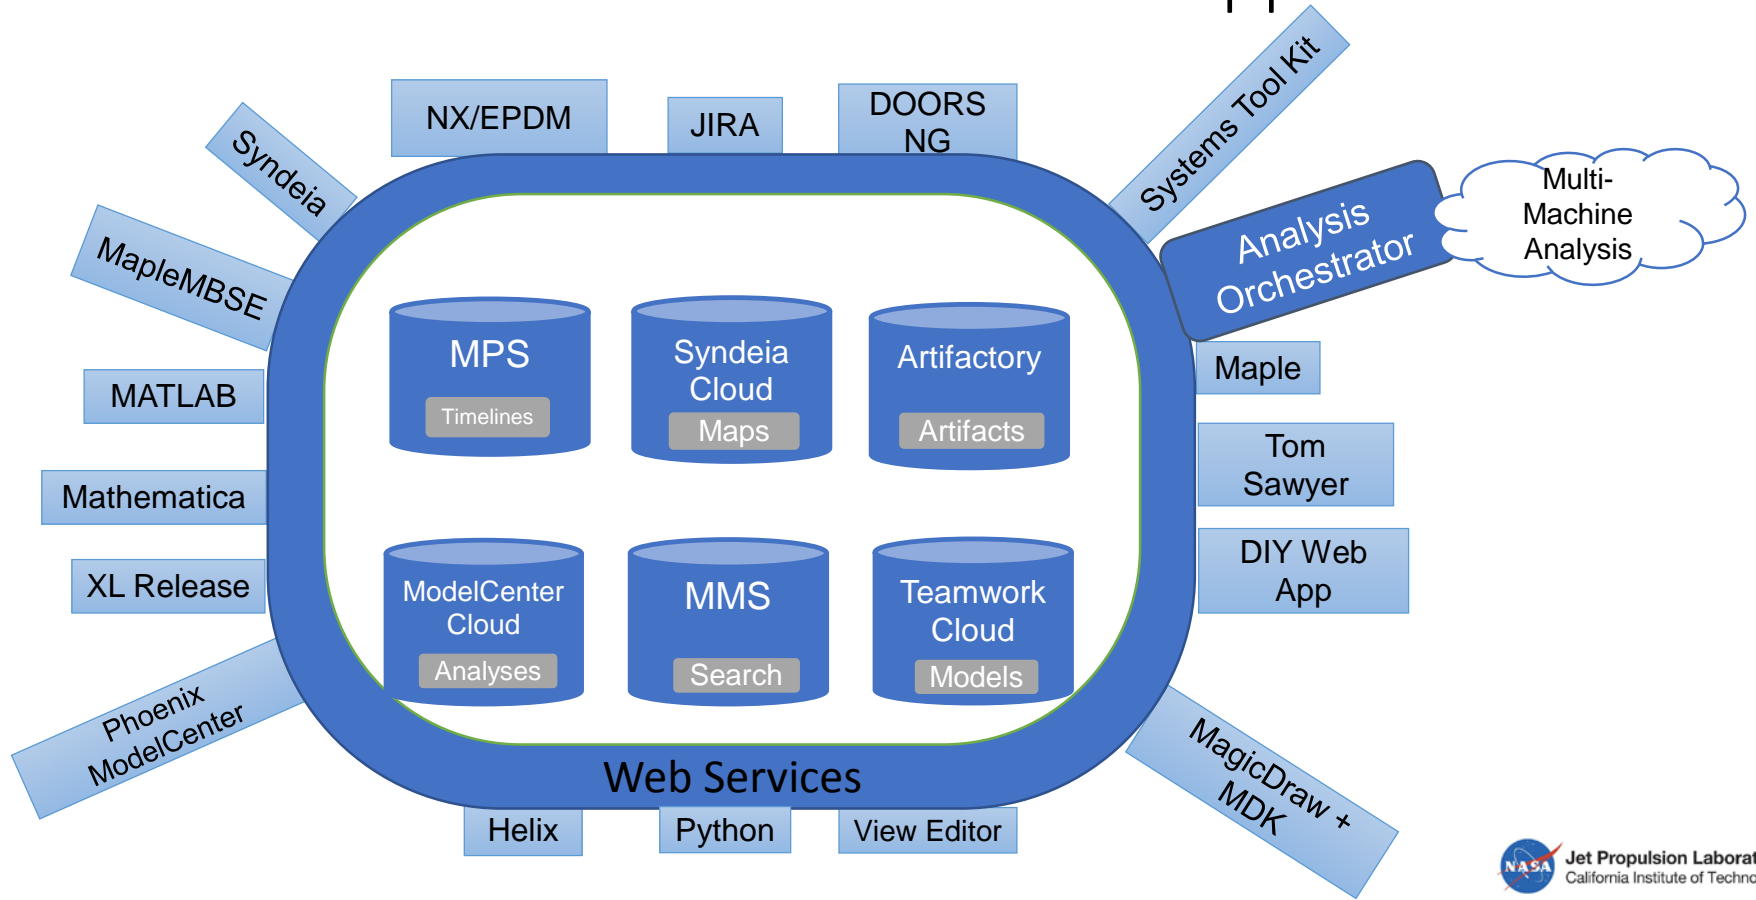 NX/EPDM
JIRA
DOORS
NG
Systems Tool Kit
Syndeia
MapleMBSE
MATLAB
Mathematica
XL Release
Phoenix
ModelCenter
Analysis
Orchestrator
Multi-
Machine
Analysis
MPS
Timelines
Syndeia
Cloud
Maps
Artifactory
Artifacts
ModelCenter
Cloud
Analyses
MMS
Search
Teamwork
Cloud
Models
Maple
Tom
Sawyer
DIY Web
App
MagicDraw +
MDK
Web Services
Helix
Python
View Editor
NASA
Jet Propulsion Laborat
California Institute of Techno